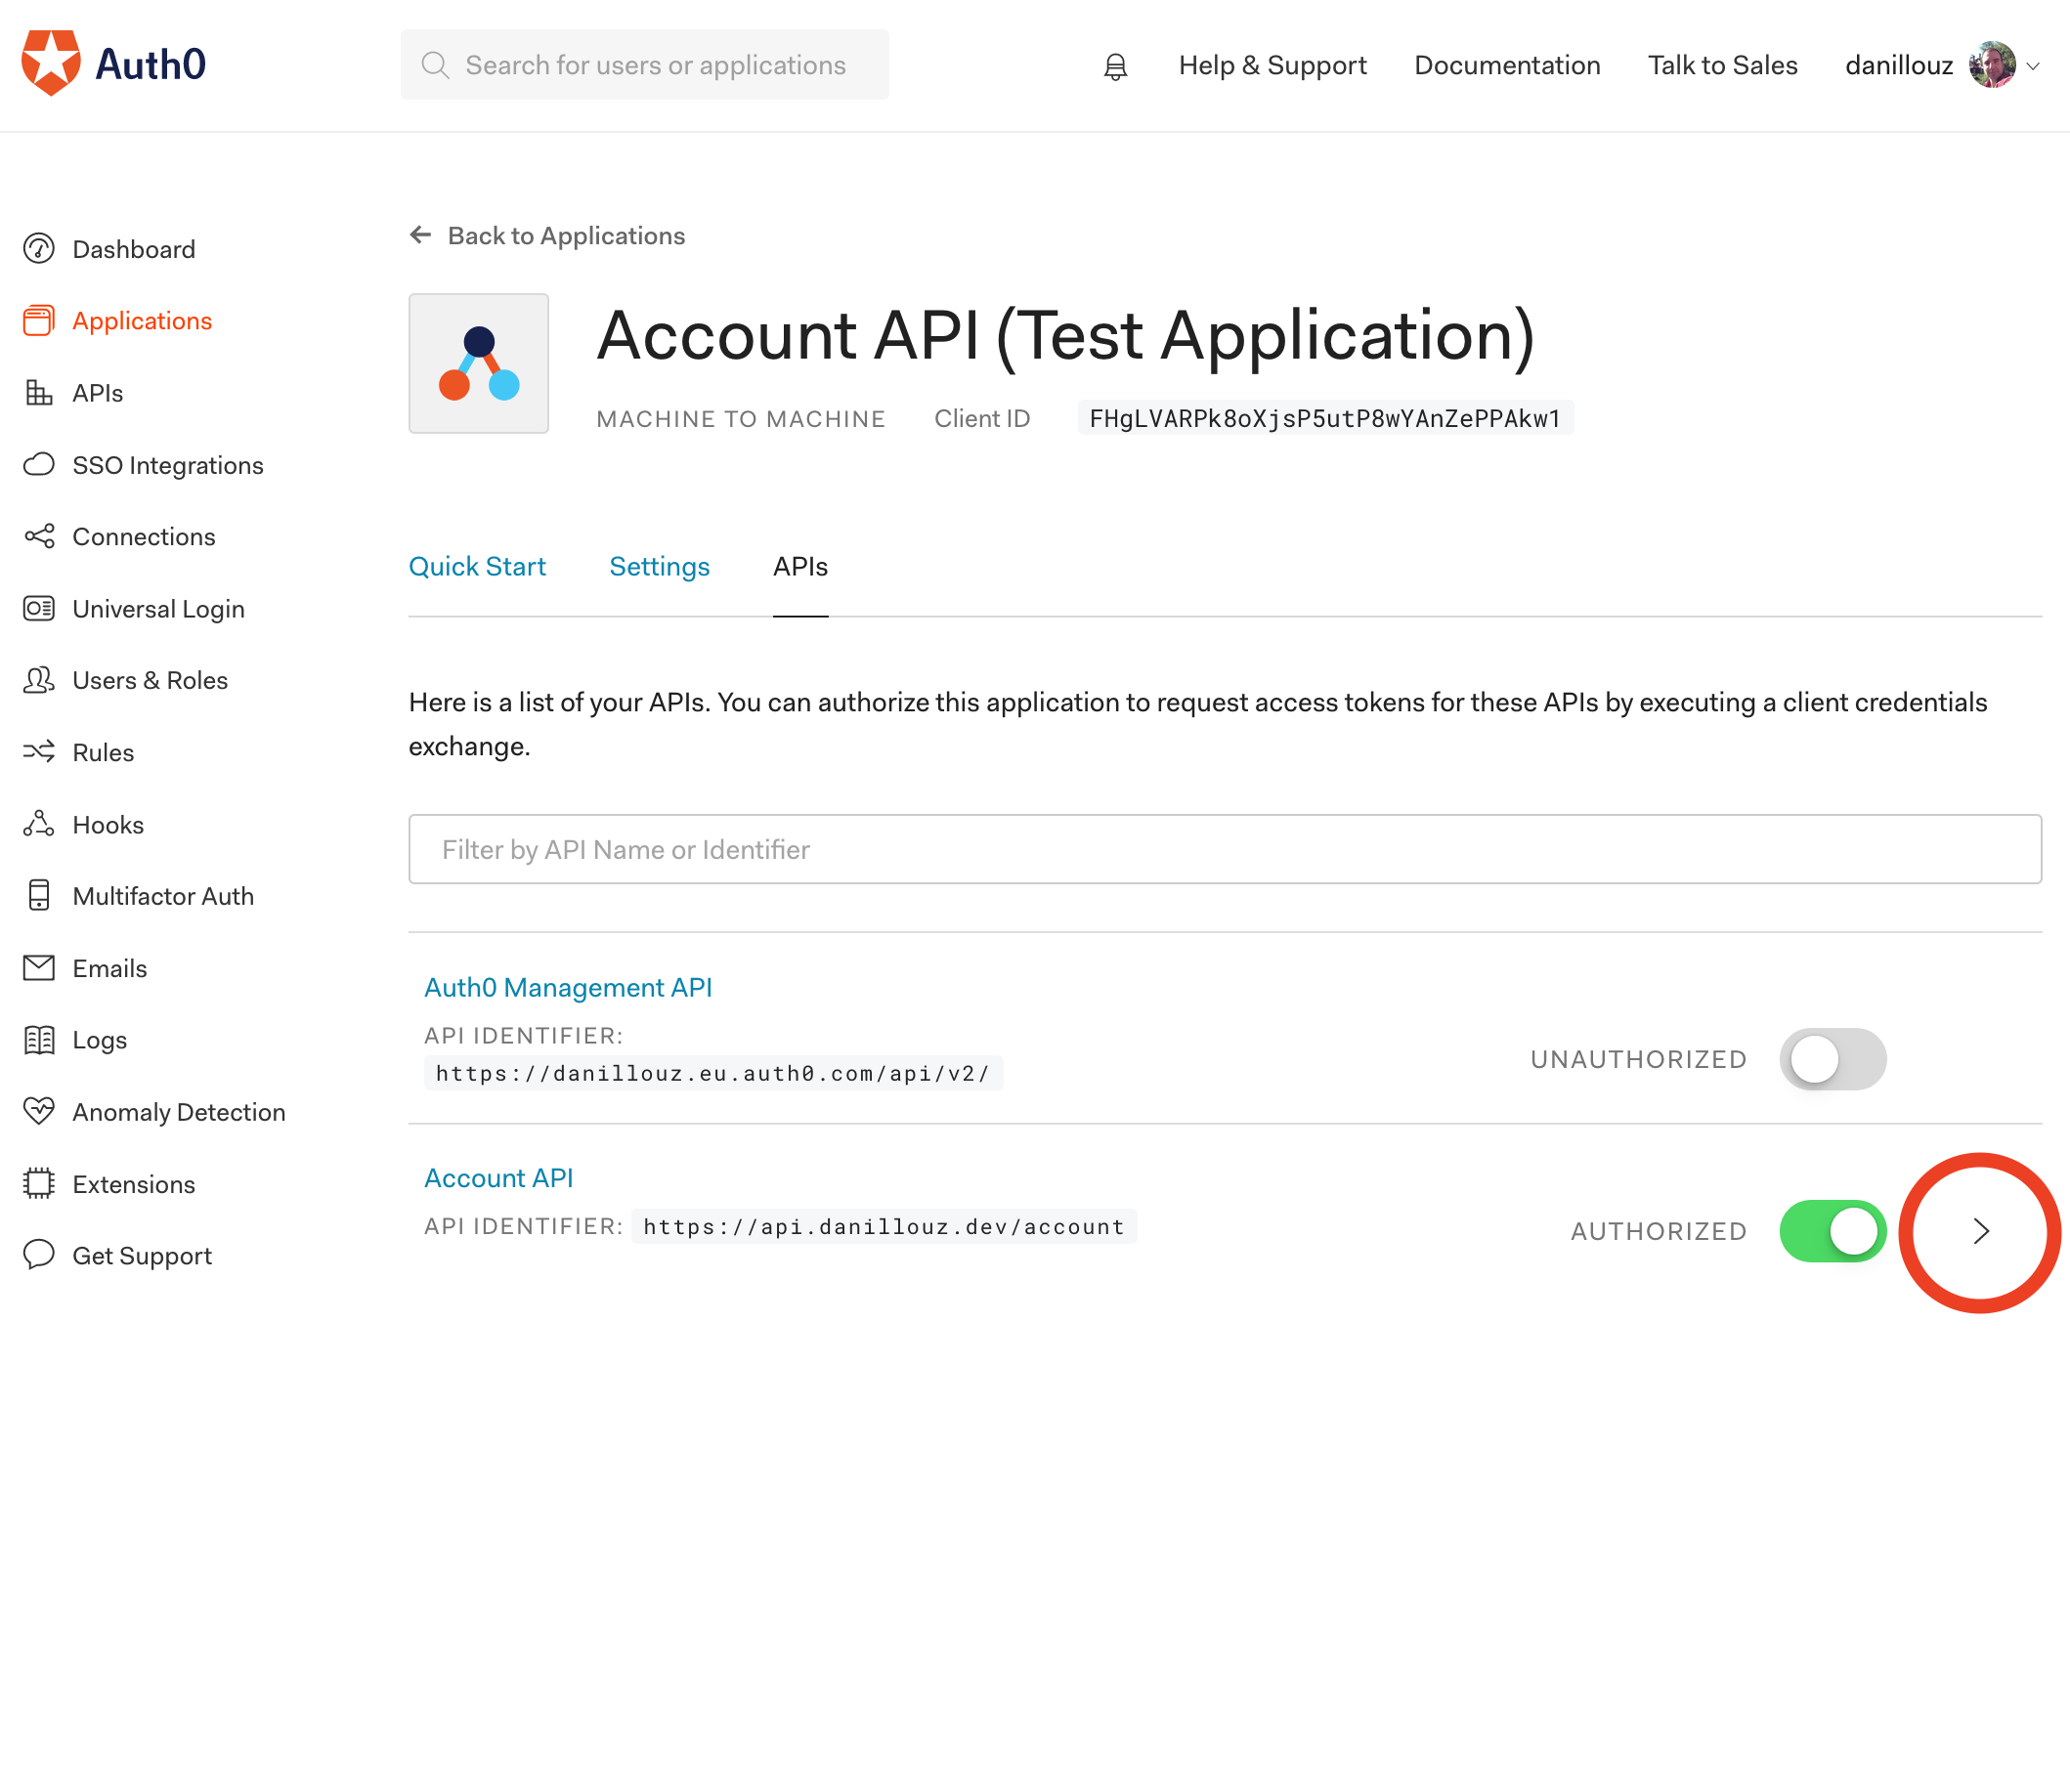 Auth0
Search for users or applications
Help & Support
Documentation
Talk to Sales
danillouz
Dashboard
Applications
APIs
SSO Integrations
Connections
Universal Login
Users & Roles
Rules
Hooks
Multifactor Auth
Emails
Logs
Anomaly Detection
Extensions
Get Support
Back to Applications
Account API (Test Application)
MACHINE TO MACHINE Client ID FHgLVARPk8oXjsP5utP8wYAnZePPAkw1
Quick Start Settings APIs
Here is a list of your APIs. You can authorize this application to request access tokens for these APIs by executing a client credentials
exchange.
Filter by API Name or Identifier
Auth0 Management API
API IDENTIFIER:
https://danillouz.eu.auth0.com/api/v2/
UNAUTHORIZED
Account API
API IDENTIFIER: https://api.danillouz.dev/account
AUTHORIZED